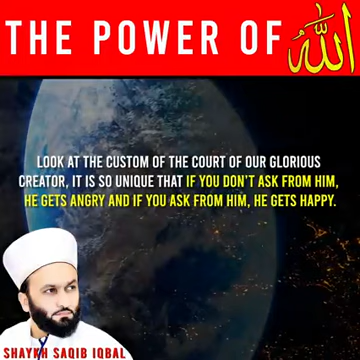 THE POWER OF الله
LOOK AT THE CUSTOM OF THE COURT OF OUR GLORIOUS
CREATOR, IT IS SO UNIQUE THAT IF YOU DON'T ASK FROM HIM,
HE GETS ANGRY AND IF YOU ASK FROM HIM, HE GETS HAPPY.
SHAYKH SAQIB IQBAL